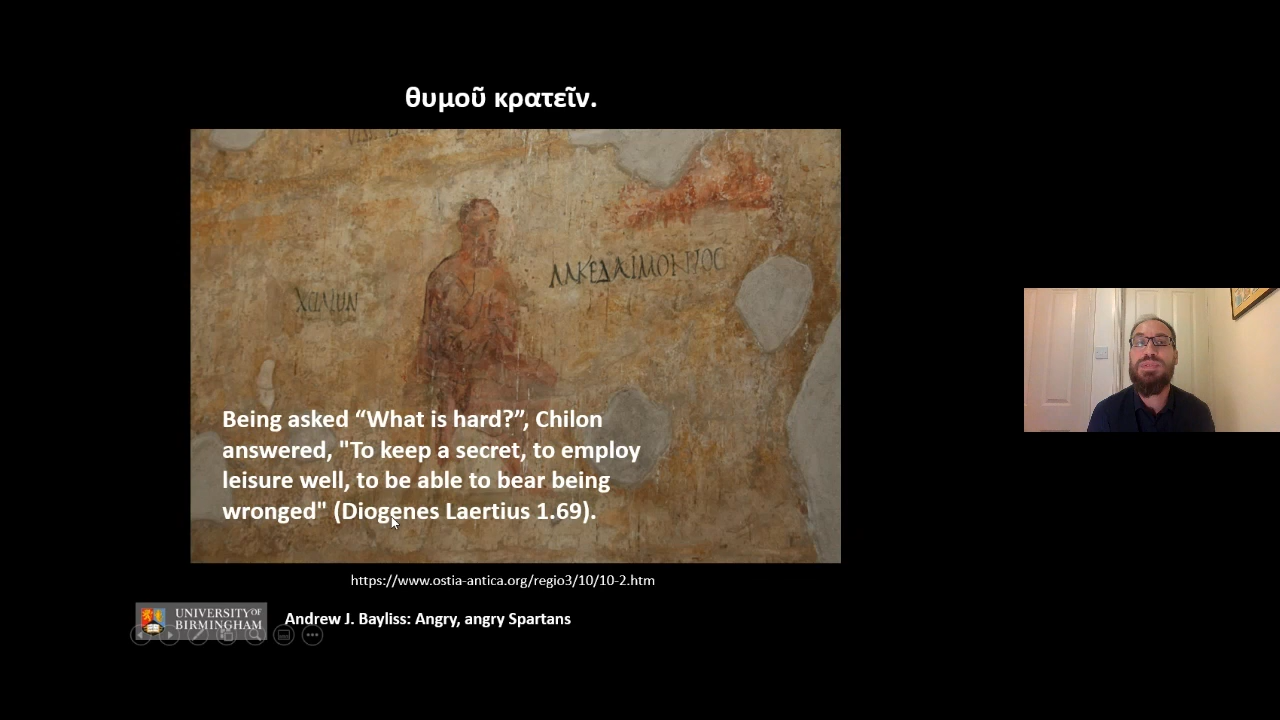 θυμοῦ κρατεῖν.
ΛΑΚΕΔΑΙΜΟΝΙΟΣ
ΧΙΛΩΝ
Being asked “What is hard?”, Chilon
answered, "To keep a secret, to employ
leisure well, to be able to bear being
wronged" (Diogenes Laertius 1.69).
https://www.ostia-antica.org/regio3/10/10-2.htm
UNIVERSITY OF
BIRMINGHAM
Andrew J. Bayliss: Angry, angry Spartans